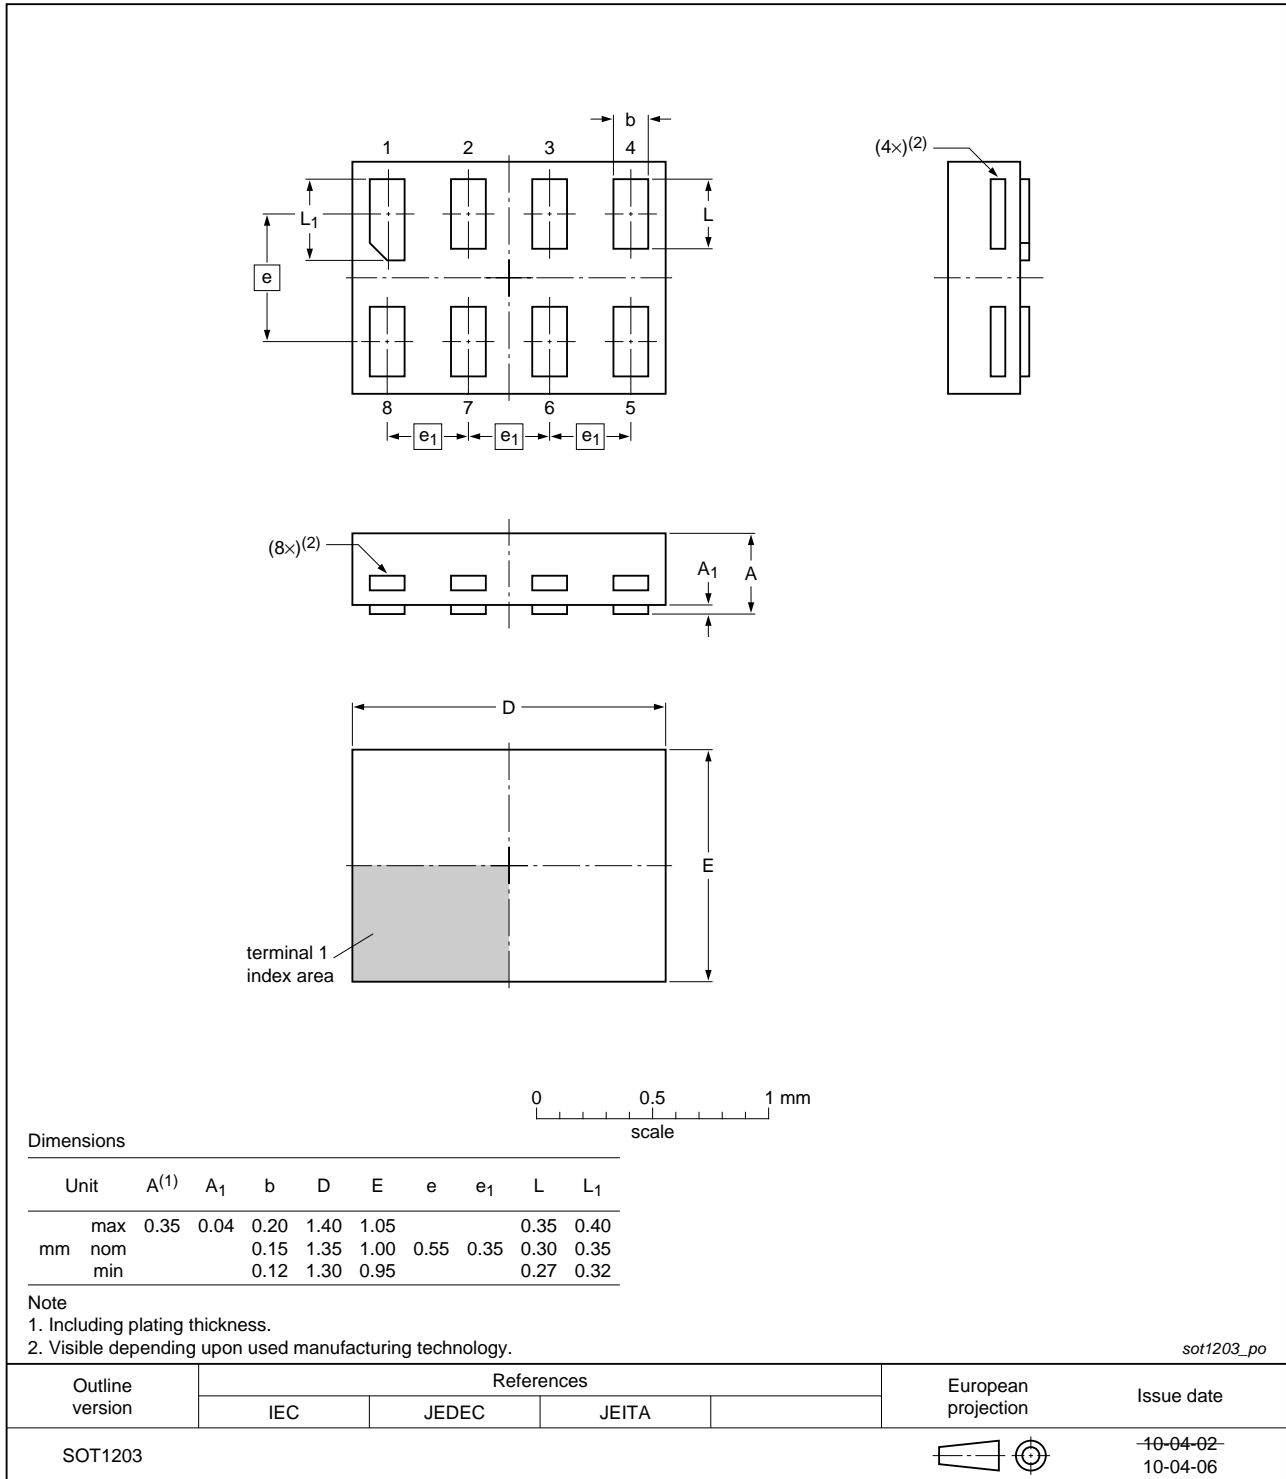 b
1 2 3 4
(4×)(2)
L1
L
e
8 7 6 5
e1 e1 e1
(8×)(2)
A1 A
D
E
terminal 1
index area
0 0.5 1 mm
scale
Dimensions
Unit A(1) A1 b D E e e1 L L1
max 0.35 0.04 0.20 1.40 1.05 0.35 0.40
mm nom 0.15 1.35 1.00 0.55 0.35 0.30 0.35
min 0.12 1.30 0.95 0.27 0.32
Note
1. Including plating thickness.
2. Visible depending upon used manufacturing technology.
sot1203_po
Outline version References European projection Issue date
IEC JEDEC JEITA
SOT1203 10-04-02
10-04-06